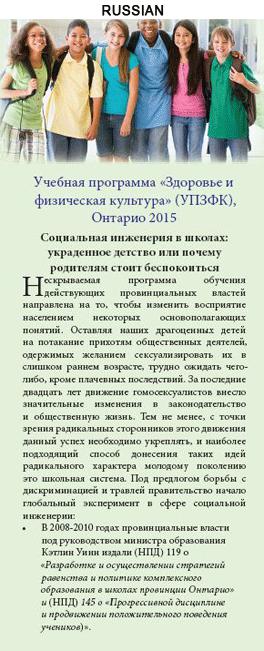 RUSSIAN
Учебная программа «Здоровье и
физическая культура» (УПЗФК),
Онтарио 2015
Социальная инженерия в школах:
украденное детство или почему
родителям стоит беспокоиться
Нескрываемая программа обучения
действующих провинциальных властей
направлена на то, чтобы изменить восприятие
населением некоторых основополагающих
понятий. Оставляя наших драгоценных детей
на потакание прихотям общественных деятелей,
одержимых желанием сексуализировать их в
слишком раннем возрасте, трудно ожидать чего-
либо, кроме плачевных последствий. За последние
двадцать лет движение гомосексуалистов внесло
значительные изменения в законодательство
и общественную жизнь. Тем не менее, с точки
зрения радикальных сторонников этого движения
данный успех необходимо укреплять, и наиболее
подходящий способ донесения таких идей
радикального характера молодому поколению
это школьная система. Под предлогом борьбы с
дискриминацией и травлей правительство начало
глобальный эксперимент в сфере социальной
инженерии:
• В 2008-2010 годах провинциальные власти
под руководством министра образования
Кэтлин Уинн издали (НПД) 119 о
«Разработке и осуществлении стратегий
равенства и политике комплексного
образования в школах провинции Онтарио»
и (НПД) 145 о «Прогрессивной дисциплине
и продвижении положительного поведения
учеников)».